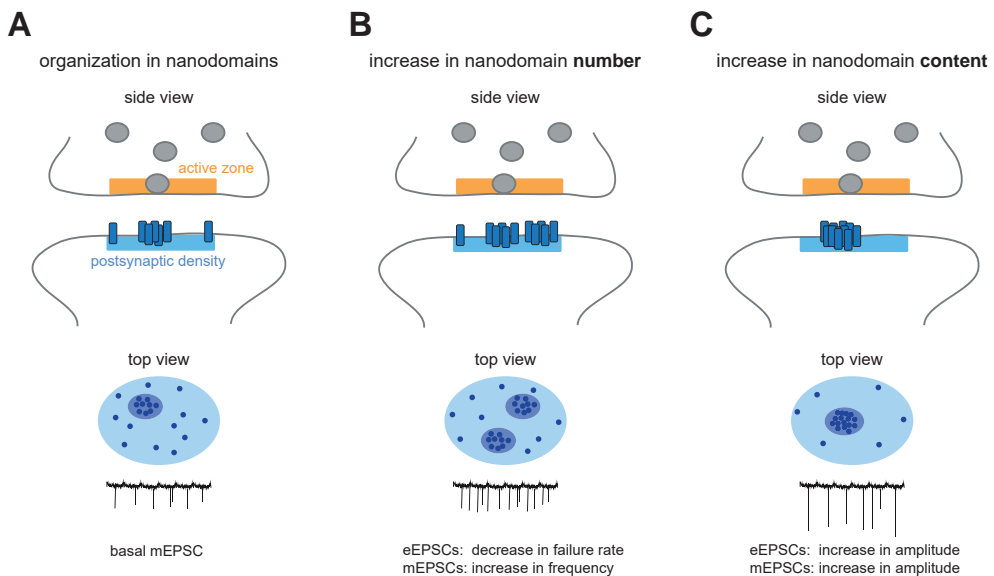 A
organization in nanodomains
side view
active zone
postsynaptic density
top view
basal mEPSC
B
increase in nanodomain number
side view
top view
eEPSCs: decrease in failure rate
mEPSCs: increase in frequency
C
increase in nanodomain content
side view
top view
eEPSCs: increase in amplitude
mEPSCs: increase in amplitude